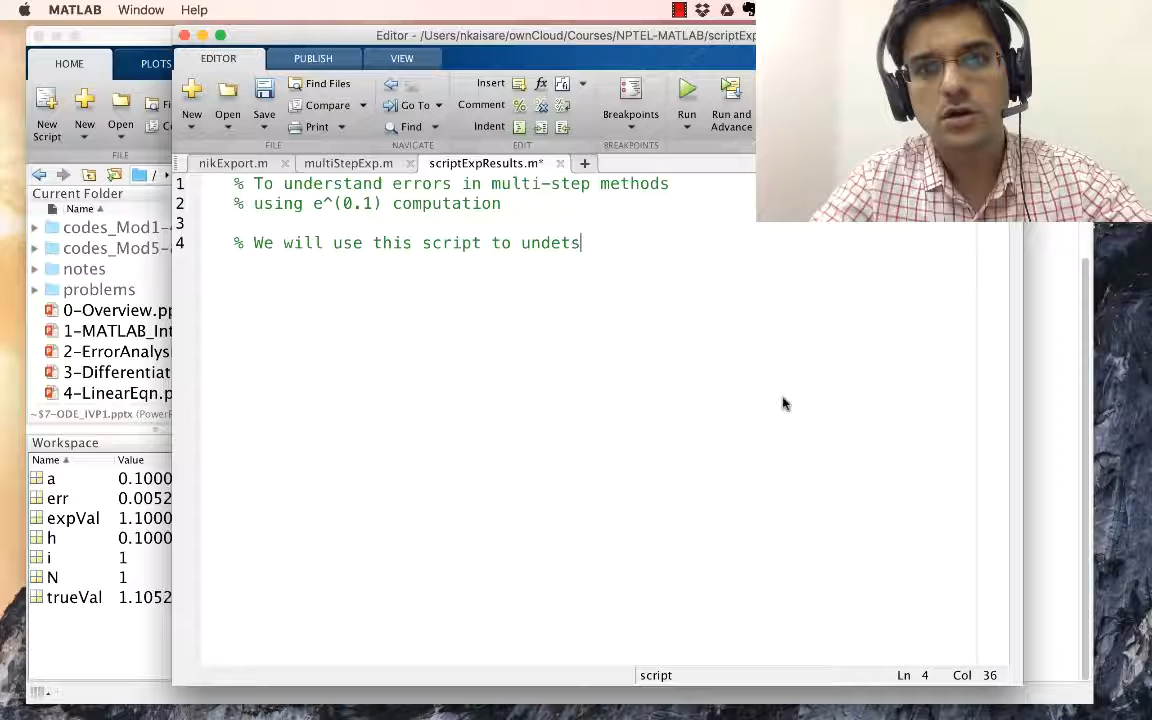 MATLAB Window Help
Editor - /Users/nkaisare/ownCloud/Courses/NPTEL-MATLAB/scriptExp
HOME PLOTS
EDITOR PUBLISH VIEW
New Script
New
Open
FILE
New
Open
Save
Find Files
Compare
Print
FILE
Go To
Find
NAVIGATE
Insert
Comment
Indent
EDIT
Breakpoints
BREAKPOINTS
Run
Run and Advance
nikExport.m multiStepExp.m scriptExpResults.m*
Current Folder
Name
codes_Mod1-
codes_Mod5-
notes
problems
0-Overview.pp
1-MATLAB_Int
2-ErrorAnalys
3-Differentiat
4-LinearEqn.p
~$7-ODE_IVP1.pptx (PowerP
Workspace
Name Value
a 0.1000
err 0.0052
expVal 1.1000
h 0.1000
i 1
N 1
trueVal 1.1052
1 % To understand errors in multi-step methods
2 % using e^(0.1) computation
3
4 % We will use this script to undets
script Ln 4 Col 36